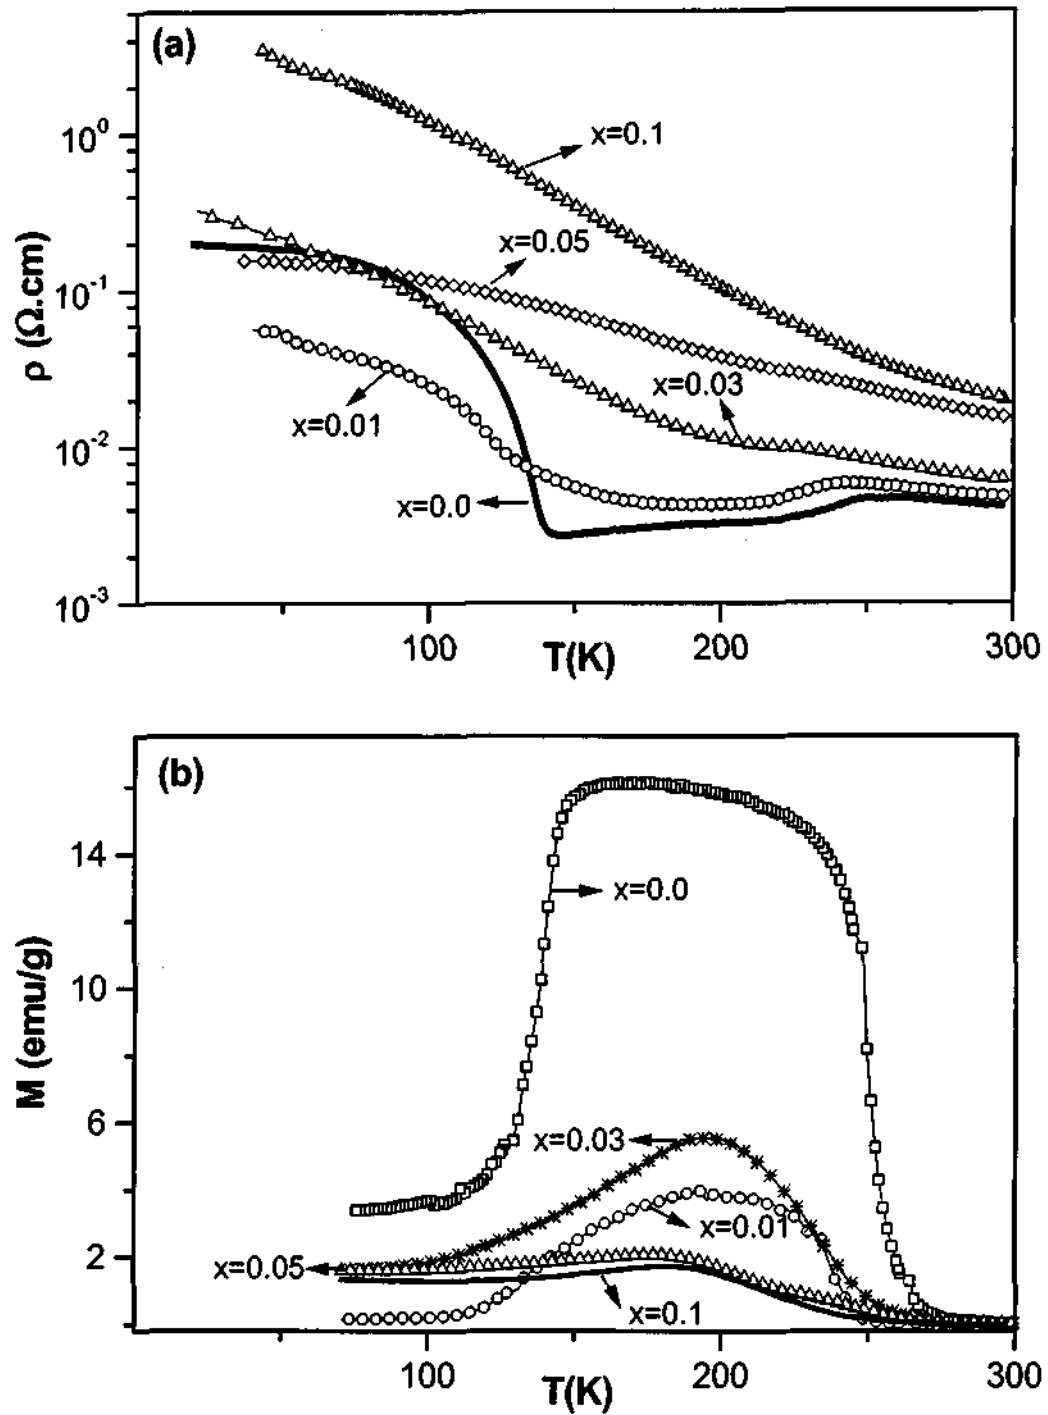 (a)
10⁰
x=0.1
x=0.05
10⁻¹
ρ (Ω.cm)
x=0.03
x=0.01
10⁻²
x=0.0
10⁻³
100
200
300
T(K)
(b)
14
x=0.0
10
M (emu/g)
6
x=0.03
x=0.01
2
x=0.05
x=0.1
100
200
300
T(K)